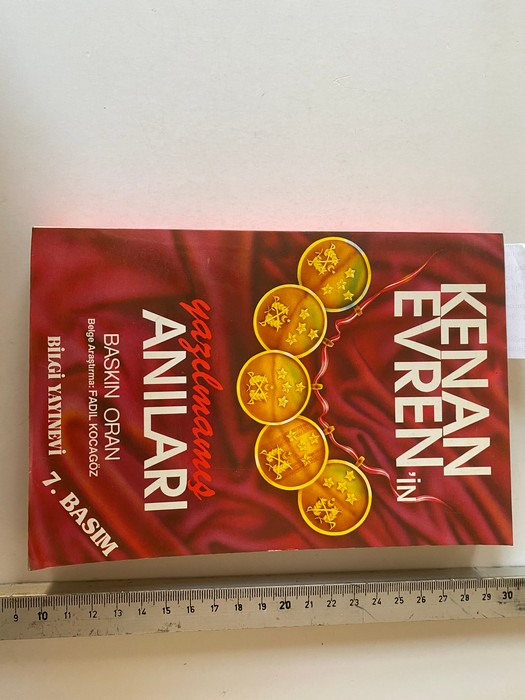 KENAN
EVREN'İN
yazılmamış
ANILARI
BASKIN ORAN
Belge Araştırma: FADIL KOCAGÖZ
BİLGİ YAYINEVİ
7. BASIM
9 10 11 12 13 14 15 16 17 18 19 20 21 22 23 24 25 26 27 28 29 30